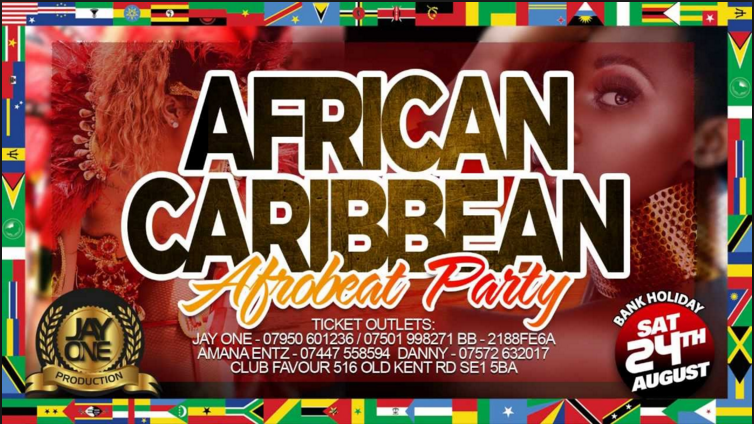 AFRICAN
CARIBBEAN
Afrobeat Party
TICKET OUTLETS:
JAY ONE - 07950 601236 / 07501 998271 BB - 2188FE6A
AMANA ENTZ - 07447 558594 DANNY - 07572 632017
CLUB FAVOUR 516 OLD KENT RD SE1 5BA
JAY
ONE
PRODUCTION
BANK HOLIDAY
SAT
24TH
AUGUST